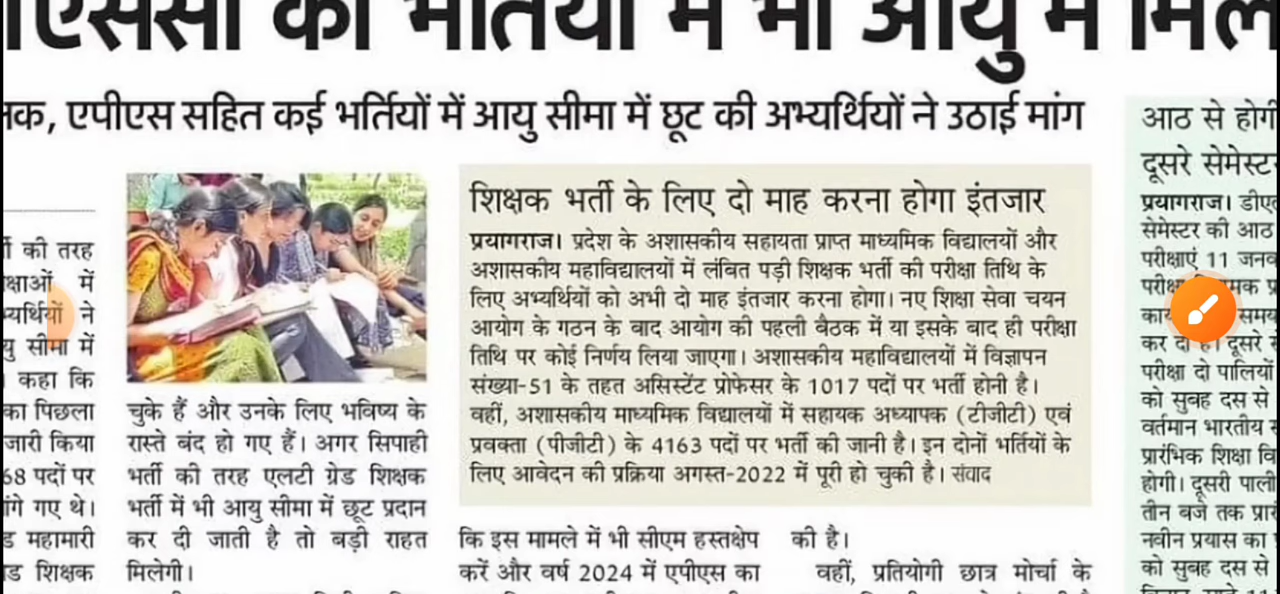 की भर्तियों में भी आयु में
एपीएस सहित कई भर्तियों में आयु सीमा में छूट की अभ्यर्थियों ने उठाई मांग
की तरह
में
ने
सीमा में
कहा कि
का पिछला
जारी किया
68 पदों पर
गए थे।
महामारी
शिक्षक
चुके हैं और उनके लिए भविष्य के
रास्ते बंद हो गए हैं। अगर सिपाही
भर्ती की तरह एलटी ग्रेड शिक्षक
भर्ती में भी आयु सीमा में छूट प्रदान
कर दी जाती है तो बड़ी राहत
मिलेगी।
शिक्षक भर्ती के लिए दो माह करना होगा इंतजार
प्रयागराज। प्रदेश के अशासकीय सहायता प्राप्त माध्यमिक विद्यालयों और
अशासकीय महाविद्यालयों में लंबित पड़ी शिक्षक भर्ती की परीक्षा तिथि के
लिए अभ्यर्थियों को अभी दो माह इंतजार करना होगा। नए शिक्षा सेवा चयन
आयोग के गठन के बाद आयोग की पहली बैठक में या इसके बाद ही परीक्षा
तिथि पर कोई निर्णय लिया जाएगा। अशासकीय महाविद्यालयों में विज्ञापन
संख्या-51 के तहत असिस्टेंट प्रोफेसर के 1017 पदों पर भर्ती होनी है।
वहीं, अशासकीय माध्यमिक विद्यालयों में सहायक अध्यापक (टीजीटी) एवं
प्रवक्ता (पीजीटी) के 4163 पदों पर भर्ती की जानी है। इन दोनों भर्तियों के
लिए आवेदन की प्रक्रिया अगस्त-2022 में पूरी हो चुकी है। संवाद
कि इस मामले में भी सीएम हस्तक्षेप
करें और वर्ष 2024 में एपीएस का
की है।
वहीं, प्रतियोगी छात्र मोर्चा के
आठ से होगी
दूसरे सेमेस्टर
प्रयागराज।
सेमेस्टर की आठ
परीक्षाएं 11
कर दी है। दूसरे
परीक्षा दो पालियों
को सुबह दस से
वर्तमान भारतीय
प्रारंभिक शिक्षा
होगी। दूसरी पाली
तीन बजे तक
नवीन प्रयास का
को सुबह दस से